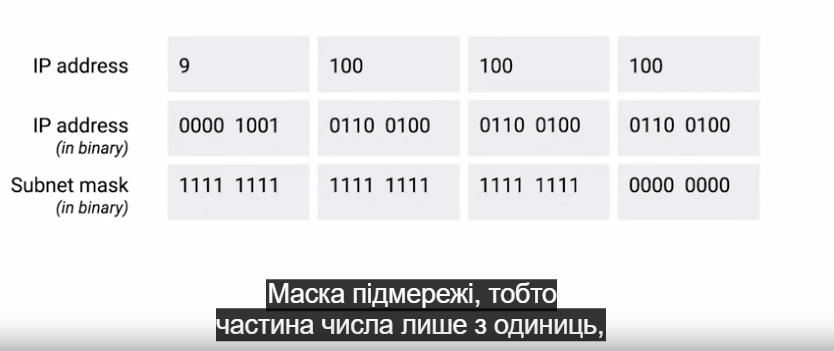 IP address 9 100 100 100
IP address 0000 1001 0110 0100 0110 0100 0110 0100
(in binary)
Subnet mask 1111 1111 1111 1111 1111 1111 0000 0000
(in binary)
Маска підмережі, тобто
частина числа лише з одиниць,